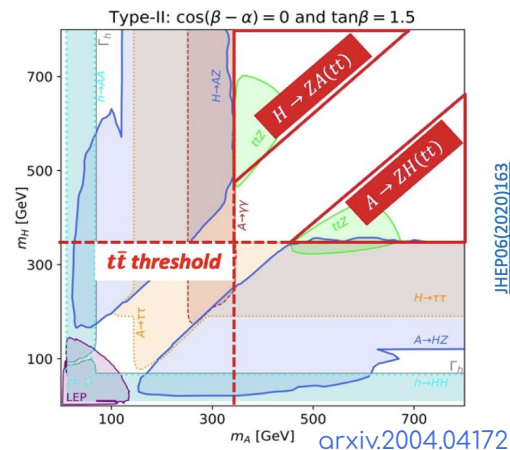 Type-II: cos(β − α) = 0 and tanβ = 1.5
Γh
h→AA
H→AZ
ttZ
H → ZA(tt)
A → ZH(tt)
ttZ
A→γγ
tt̄ threshold
A→ττ
H→ττ
A→HZ
Γh
h→HH
LEP
700
500
300
100
mH [GeV]
100
300
500
700
mA [GeV]
JHEP06(2020)163
arxiv.2004.04172